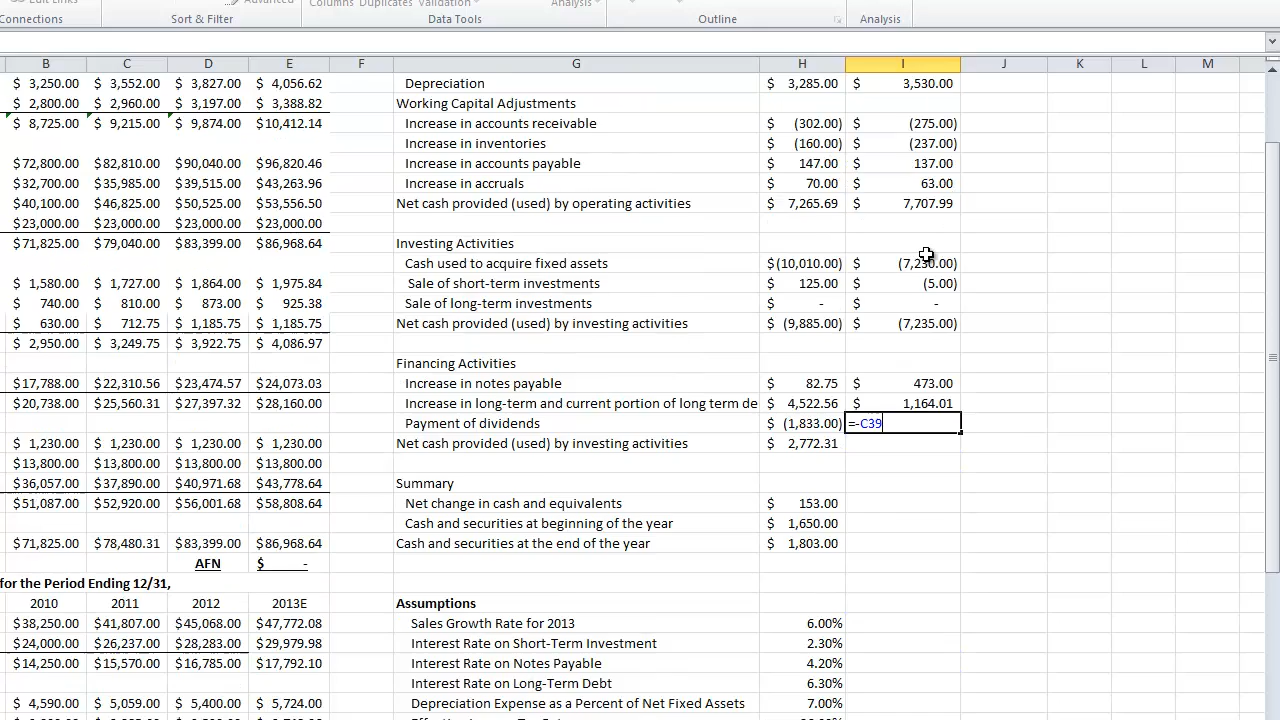 Connections Sort & Filter Data Tools Outline Analysis
B C D E F G H I J K L M
$ 3,250.00 $ 3,552.00 $ 3,827.00 $ 4,056.62 Depreciation $ 3,285.00 $ 3,530.00
$ 2,800.00 $ 2,960.00 $ 3,197.00 $ 3,388.82 Working Capital Adjustments
$ 8,725.00 $ 9,215.00 $ 9,874.00 $10,412.14 Increase in accounts receivable $ (302.00) $ (275.00)
Increase in inventories $ (160.00) $ (237.00)
$72,800.00 $82,810.00 $90,040.00 $96,820.46 Increase in accounts payable $ 147.00 $ 137.00
$32,700.00 $35,985.00 $39,515.00 $43,263.96 Increase in accruals $ 70.00 $ 63.00
$40,100.00 $46,825.00 $50,525.00 $53,556.50 Net cash provided (used) by operating activities $ 7,265.69 $ 7,707.99
$23,000.00 $23,000.00 $23,000.00 $23,000.00
$71,825.00 $79,040.00 $83,399.00 $86,968.64 Investing Activities
Cash used to acquire fixed assets $(10,010.00) $ (7,230.00)
$ 1,580.00 $ 1,727.00 $ 1,864.00 $ 1,975.84 Sale of short-term investments $ 125.00 $ (5.00)
$ 740.00 $ 810.00 $ 873.00 $ 925.38 Sale of long-term investments $ - $ -
$ 630.00 $ 712.75 $ 1,185.75 $ 1,185.75 Net cash provided (used) by investing activities $ (9,885.00) $ (7,235.00)
$ 2,950.00 $ 3,249.75 $ 3,922.75 $ 4,086.97
Financing Activities
$17,788.00 $22,310.56 $23,474.57 $24,073.03 Increase in notes payable $ 82.75 $ 473.00
$20,738.00 $25,560.31 $27,397.32 $28,160.00 Increase in long-term and current portion of long term de $ 4,522.56 $ 1,164.01
Payment of dividends $ (1,833.00) =-C39
$ 1,230.00 $ 1,230.00 $ 1,230.00 $ 1,230.00 Net cash provided (used) by investing activities $ 2,772.31
$13,800.00 $13,800.00 $13,800.00 $13,800.00
$36,057.00 $37,890.00 $40,971.68 $43,778.64 Summary
$51,087.00 $52,920.00 $56,001.68 $58,808.64 Net change in cash and equivalents $ 153.00
Cash and securities at beginning of the year $ 1,650.00
$71,825.00 $78,480.31 $83,399.00 $86,968.64 Cash and securities at the end of the year $ 1,803.00
AFN $ -
for the Period Ending 12/31,
2010 2011 2012 2013E Assumptions
$38,250.00 $41,807.00 $45,068.00 $47,772.08 Sales Growth Rate for 2013 6.00%
$24,000.00 $26,237.00 $28,283.00 $29,979.98 Interest Rate on Short-Term Investment 2.30%
$14,250.00 $15,570.00 $16,785.00 $17,792.10 Interest Rate on Notes Payable 4.20%
Interest Rate on Long-Term Debt 6.30%
$ 4,590.00 $ 5,059.00 $ 5,400.00 $ 5,724.00 Depreciation Expense as a Percent of Net Fixed Assets 7.00%